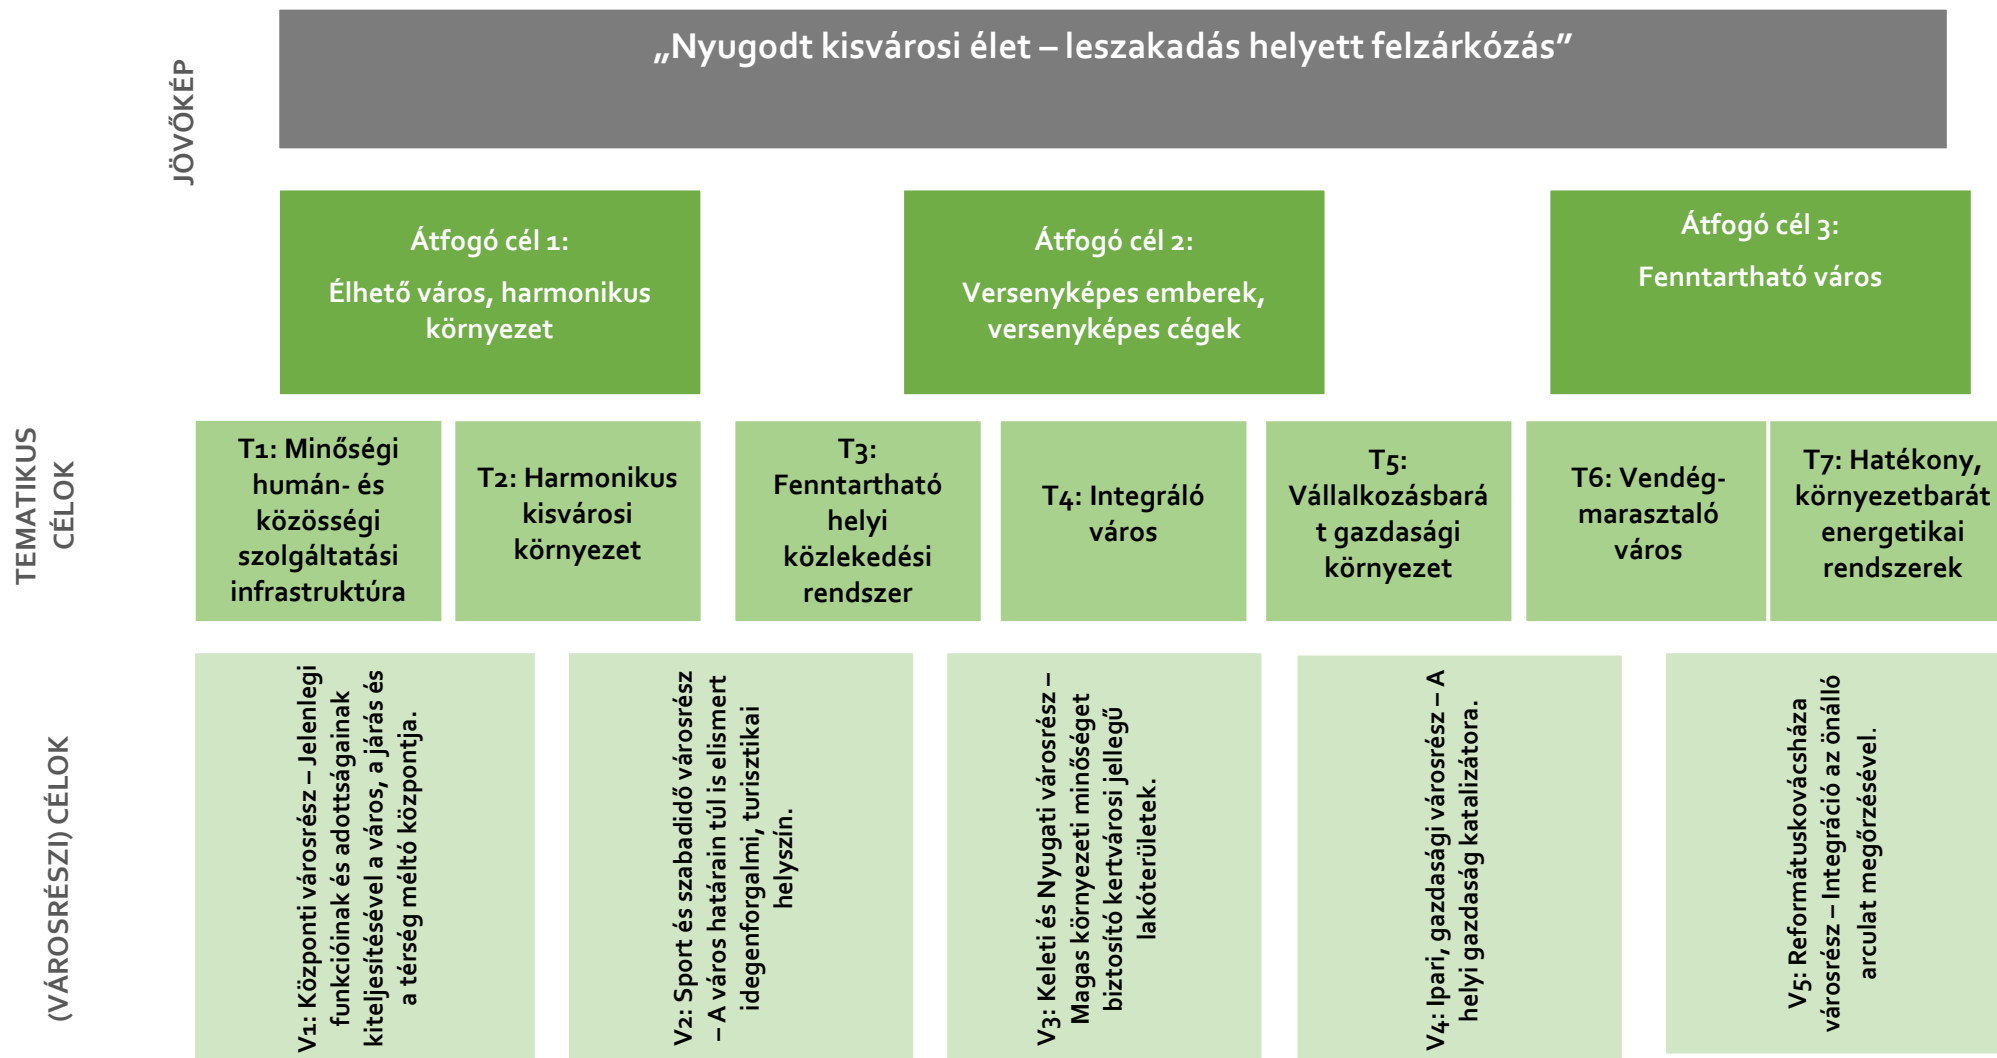 JÖVŐKÉP
„Nyugodt kisvárosi élet – leszakadás helyett felzárkózás”
Átfogó cél 1:
Élhető város, harmonikus
környezet
Átfogó cél 2:
Versenyképes emberek,
versenyképes cégek
Átfogó cél 3:
Fenntartható város
TEMATIKUS
CÉLOK
T1: Minőségi
humán- és
közösségi
szolgáltatási
infrastruktúra
T2: Harmonikus
kisvárosi
környezet
T3:
Fenntartható
helyi
közlekedési
rendszer
T4: Integráló
város
T5:
Vállalkozásbará
t gazdasági
környezet
T6: Vendég-
marasztaló
város
T7: Hatékony,
környezetbarát
energetikai
rendszerek
(VÁROSRÉSZI) CÉLOK
V1: Központi városrész – Jelenlegi
funkcióinak és adottságainak
kiteljesítésével a város, a járás és
a térség méltó központja.
V2: Sport és szabadidő városrész
– A város határain túl is elismert
idegenforgalmi, turisztikai
helyszín.
V3: Keleti és Nyugati városrész –
Magas környezeti minőséget
biztosító kertvárosi jellegű
lakóterületek.
V4: Ipari, gazdasági városrész – A
helyi gazdaság katalizátora.
V5: Reformátuskovácsháza
városrész – Integráció az önálló
arculat megőrzésével.